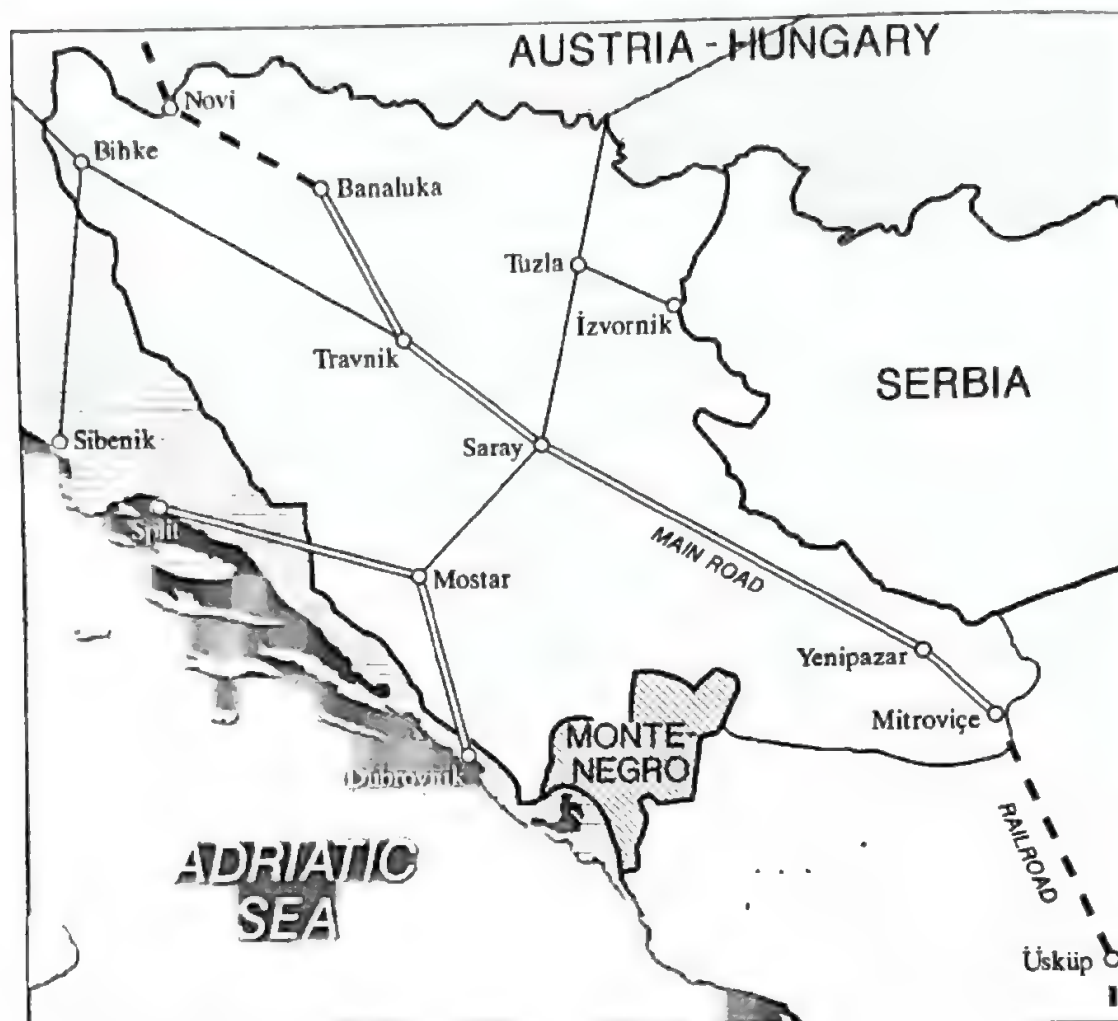 AUSTRIA - HUNGARY
Novi
Bihke
Banaluka
Tuzla
İzvornik
Travnik
SERBIA
Sibenik
Saray
Split
MAIN ROAD
Mostar
Yenipazar
Mitroviçe
MONTE-
NEGRO
Dubrovnik
RAILROAD
ADRIATIC
SEA
Üsküp